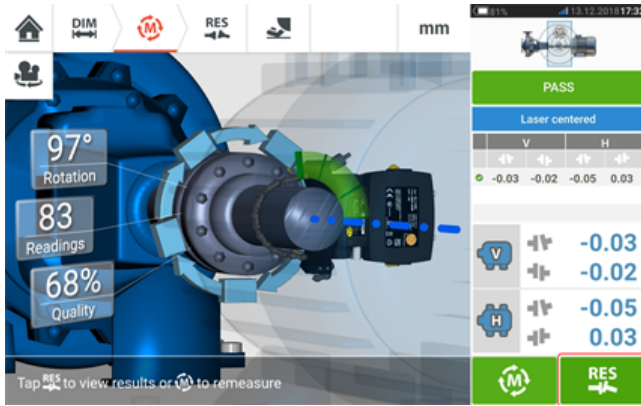 DIM
M
RES
mm
81%
13.12.2018 17:32
PASS
Laser centered
V H
-0.03 -0.02 -0.05 0.03
97°
Rotation
83
Readings
68%
Quality
V
-0.03
-0.02
H
-0.05
0.03
Tap RES to view results or M to remeasure
M
RES